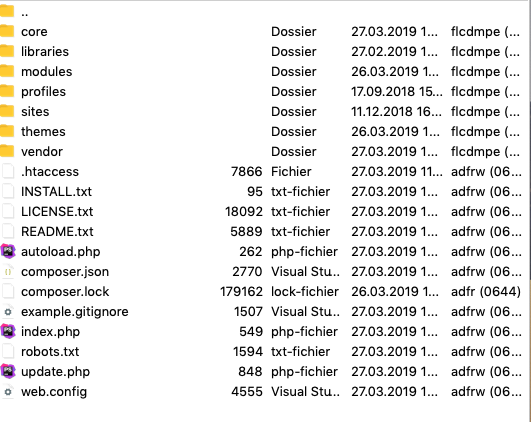 ..
core Dossier 27.03.2019 1... flcdmpe (...
libraries Dossier 27.02.2019 1... flcdmpe (...
modules Dossier 26.03.2019 1... flcdmpe (...
profiles Dossier 17.09.2018 15... flcdmpe (...
sites Dossier 11.12.2018 16... flcdmpe (...
themes Dossier 26.03.2019 1... flcdmpe (...
vendor Dossier 27.03.2019 1... flcdmpe (...
.htaccess 7866 Fichier 27.03.2019 11... adfrw (06...
INSTALL.txt 95 txt-fichier 27.03.2019 1... adfrw (06...
LICENSE.txt 18092 txt-fichier 27.03.2019 1... adfrw (06...
README.txt 5889 txt-fichier 27.03.2019 1... adfrw (06...
autoload.php 262 php-fichier 27.03.2019 1... adfrw (06...
composer.json 2770 Visual Stu... 27.03.2019 1... adfrw (06...
composer.lock 179162 lock-fichier 26.03.2019 1... adfr (0644)
example.gitignore 1507 Visual Stu... 27.03.2019 1... adfrw (06...
index.php 549 php-fichier 27.03.2019 1... adfrw (06...
robots.txt 1594 txt-fichier 27.03.2019 1... adfrw (06...
update.php 848 php-fichier 27.03.2019 1... adfrw (06...
web.config 4555 Visual Stu... 27.03.2019 1... adfrw (06...